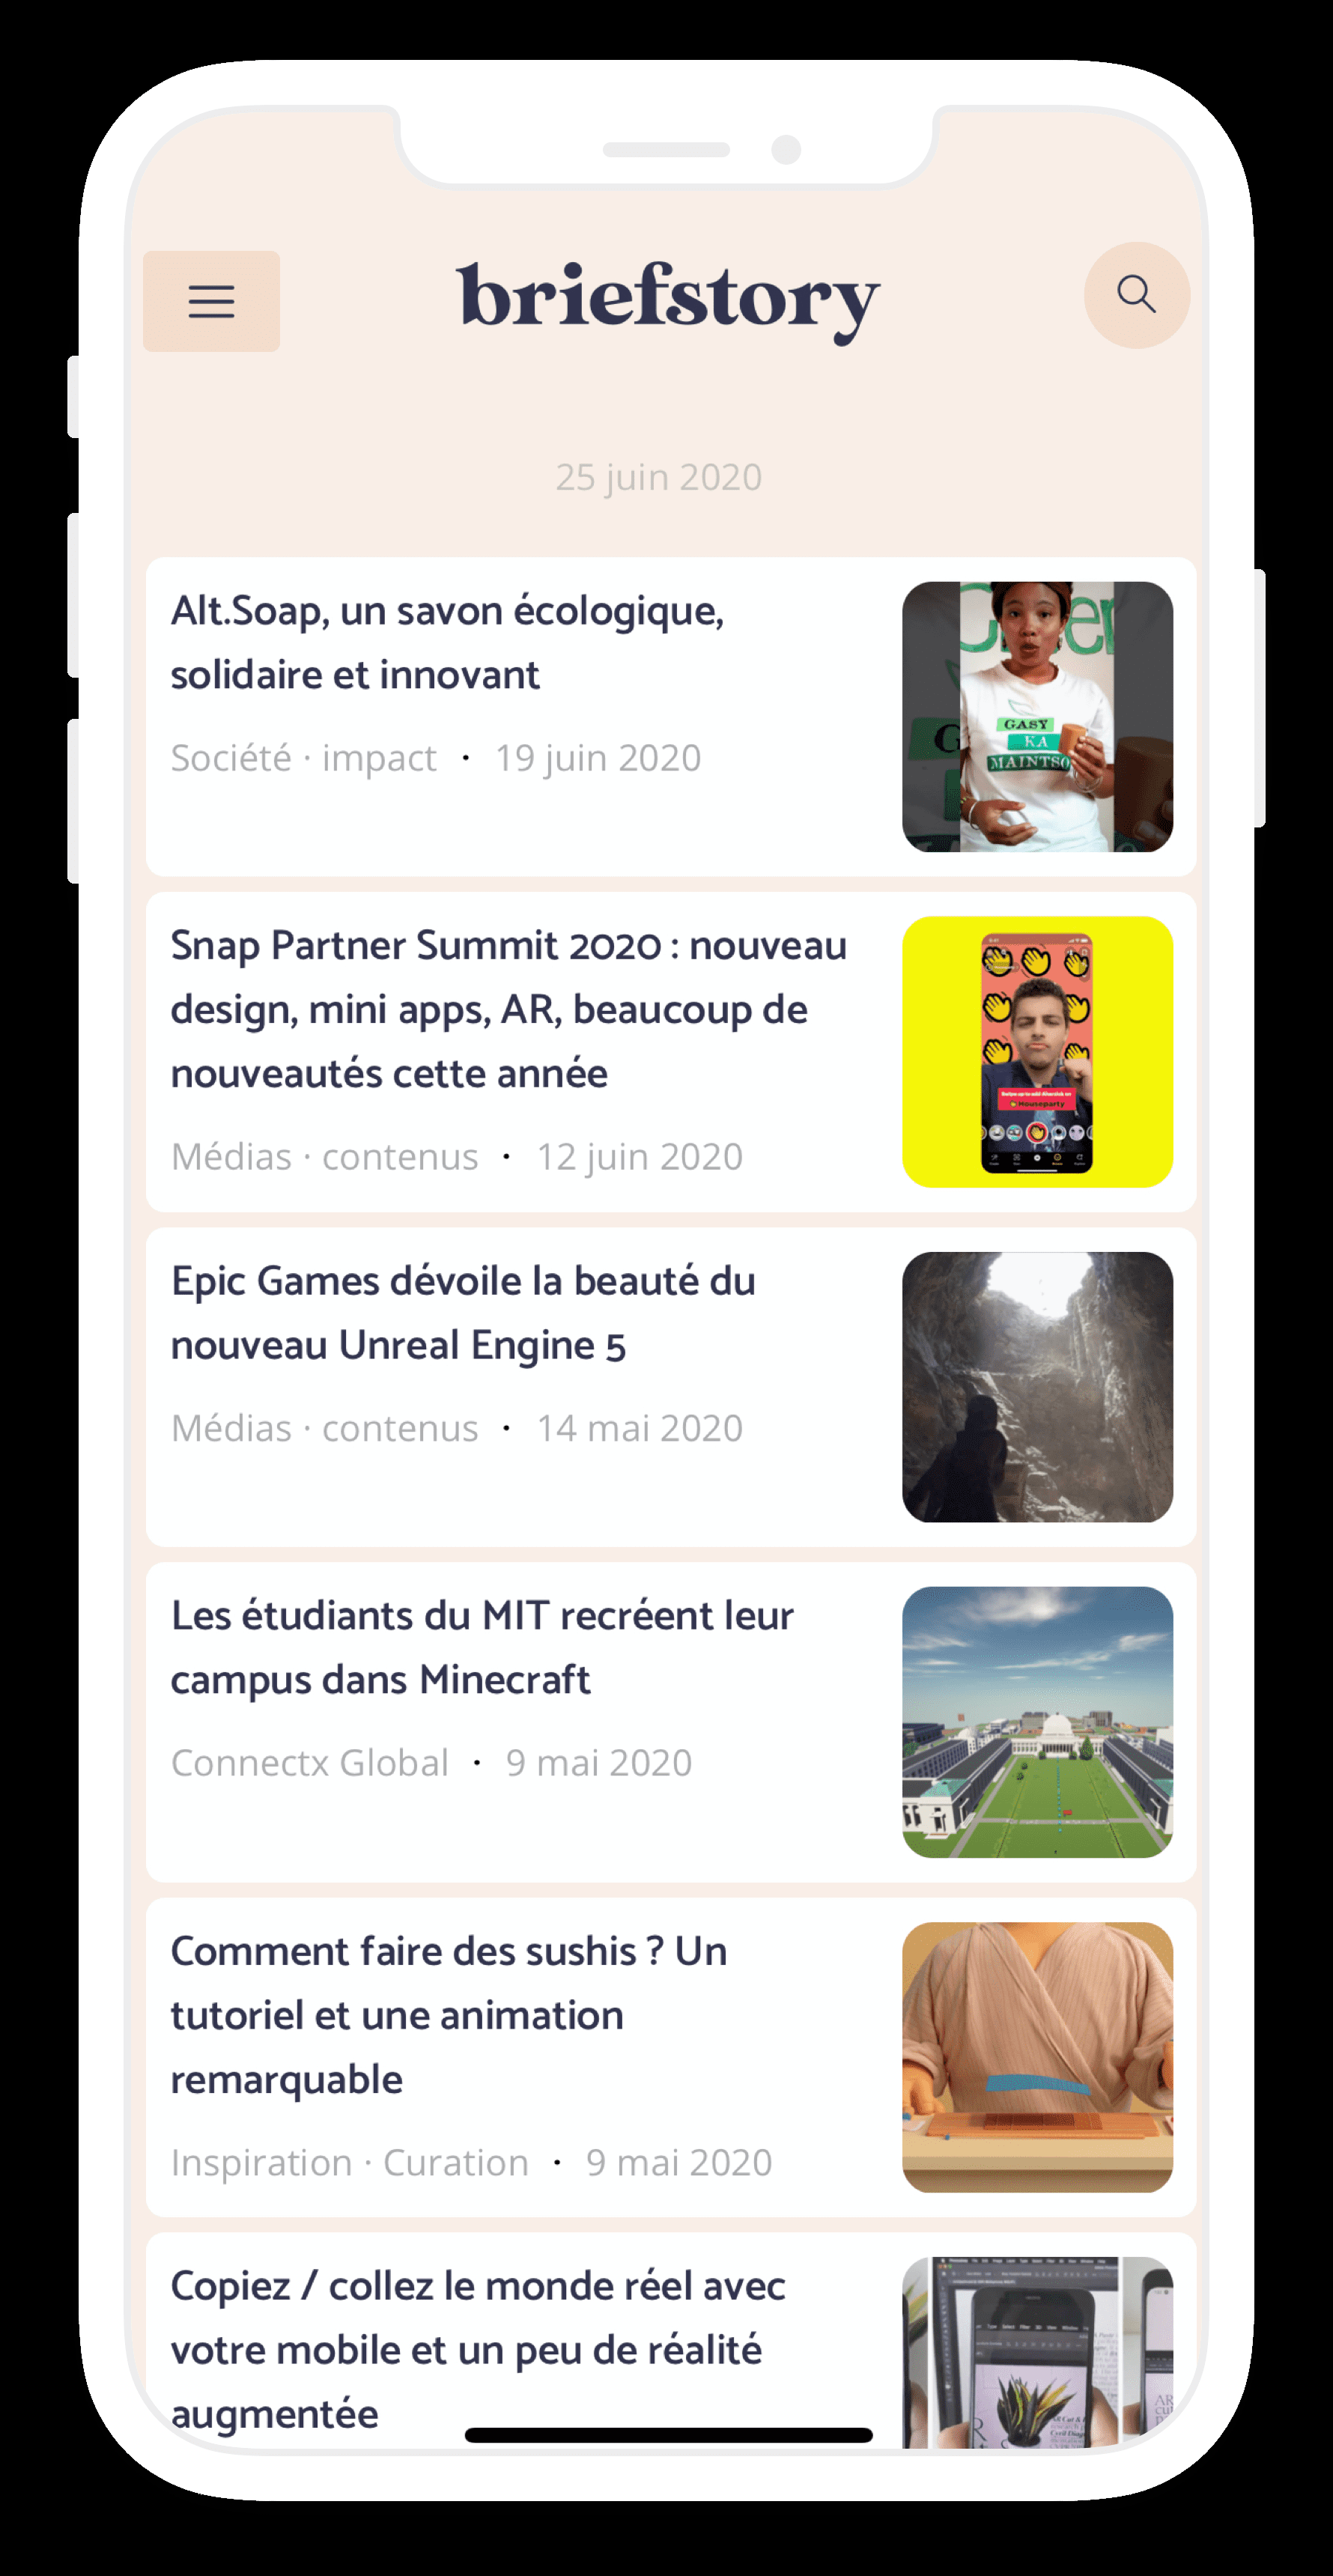 briefstory
25 juin 2020
Alt.Soap, un savon écologique,
solidaire et innovant
Société · impact · 19 juin 2020
GASY
KA
MAINTSO
Snap Partner Summit 2020 : nouveau
design, mini apps, AR, beaucoup de
nouveautés cette année
Médias · contenus · 12 juin 2020
Houseparty
Epic Games dévoile la beauté du
nouveau Unreal Engine 5
Médias · contenus · 14 mai 2020
Les étudiants du MIT recréent leur
campus dans Minecraft
Connectx Global · 9 mai 2020
Comment faire des sushis ? Un
tutoriel et une animation
remarquable
Inspiration · Curation · 9 mai 2020
Copiez / collez le monde réel avec
votre mobile et un peu de réalité
augmentée